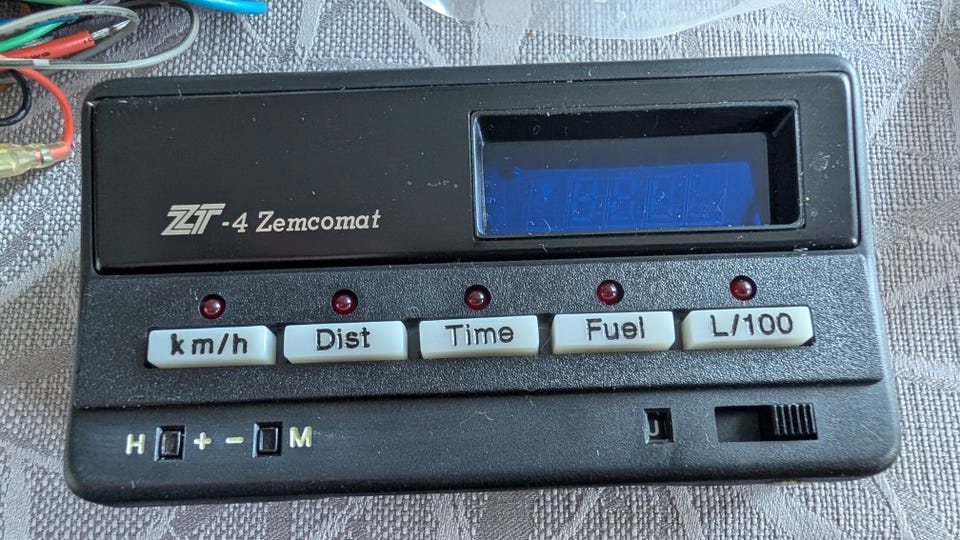 ZT-4 Zemcomat
km/h Dist Time Fuel L/100
H + - M